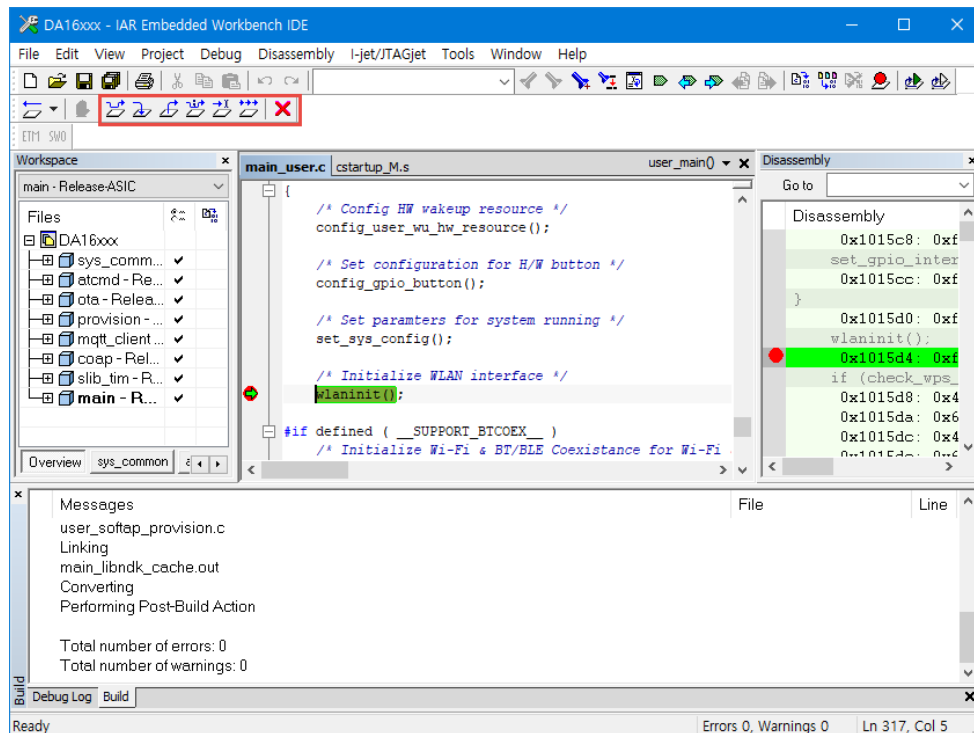 DA16xxx - IAR Embedded Workbench IDE
File Edit View Project Debug Disassembly I-jet/JTAGjet Tools Window Help
ETM SWO
Workspace
main - Release-ASIC
Files
DA16xxx
sys_comm...
atcmd - Re...
ota - Relea...
provision - ...
mqtt_client ...
coap - Rel...
slib_tim - R...
main - R...
Overview sys_common
main_user.c cstartup_M.s user_main()
{
/* Config HW wakeup resource */
config_user_wu_hw_resource();
/* Set configuration for H/W button */
config_gpio_button();
/* Set paramters for system running */
set_sys_config();
/* Initialize WLAN interface */
wlaninit();
#if defined ( __SUPPORT_BTCOEX__ )
/* Initialize Wi-Fi & BT/BLE Coexistance for Wi-Fi
Disassembly
Go to
Disassembly
0x1015c8: 0xf
set_gpio_inter
0x1015cc: 0xf
}
0x1015d0: 0xf
wlaninit();
0x1015d4: 0xf
if (check_wps_
0x1015d8: 0x4
0x1015da: 0x6
0x1015dc: 0x4
Messages File Line
user_softap_provision.c
Linking
main_libndk_cache.out
Converting
Performing Post-Build Action
Total number of errors: 0
Total number of warnings: 0
Build
Debug Log Build
Ready Errors 0, Warnings 0 Ln 317, Col 5